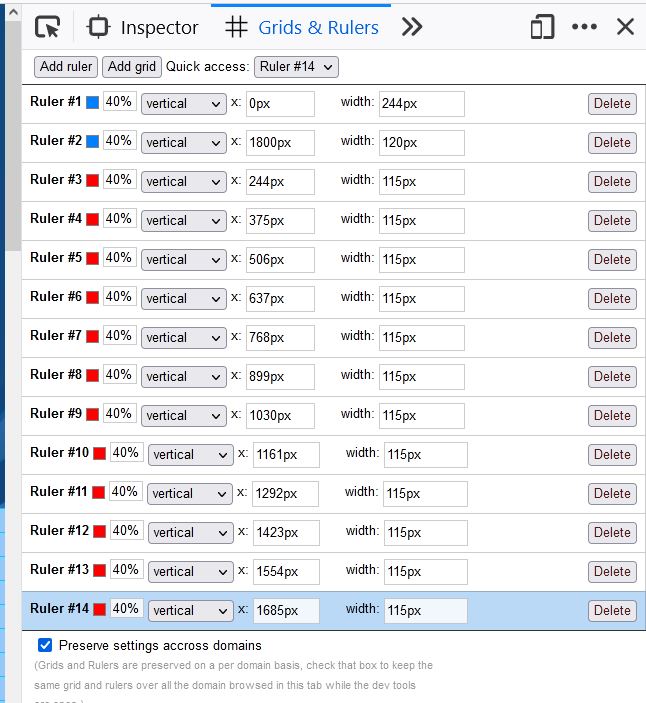 Inspector Grids & Rulers
Add ruler Add grid Quick access: Ruler #14
Ruler #1 40% vertical x: 0px width: 244px Delete
Ruler #2 40% vertical x: 1800px width: 120px Delete
Ruler #3 40% vertical x: 244px width: 115px Delete
Ruler #4 40% vertical x: 375px width: 115px Delete
Ruler #5 40% vertical x: 506px width: 115px Delete
Ruler #6 40% vertical x: 637px width: 115px Delete
Ruler #7 40% vertical x: 768px width: 115px Delete
Ruler #8 40% vertical x: 899px width: 115px Delete
Ruler #9 40% vertical x: 1030px width: 115px Delete
Ruler #10 40% vertical x: 1161px width: 115px Delete
Ruler #11 40% vertical x: 1292px width: 115px Delete
Ruler #12 40% vertical x: 1423px width: 115px Delete
Ruler #13 40% vertical x: 1554px width: 115px Delete
Ruler #14 40% vertical x: 1685px width: 115px Delete
Preserve settings accross domains
(Grids and Rulers are preserved on a per domain basis, check that box to keep
the same grid and rulers over all the domain browsed in this tab while the dev tools